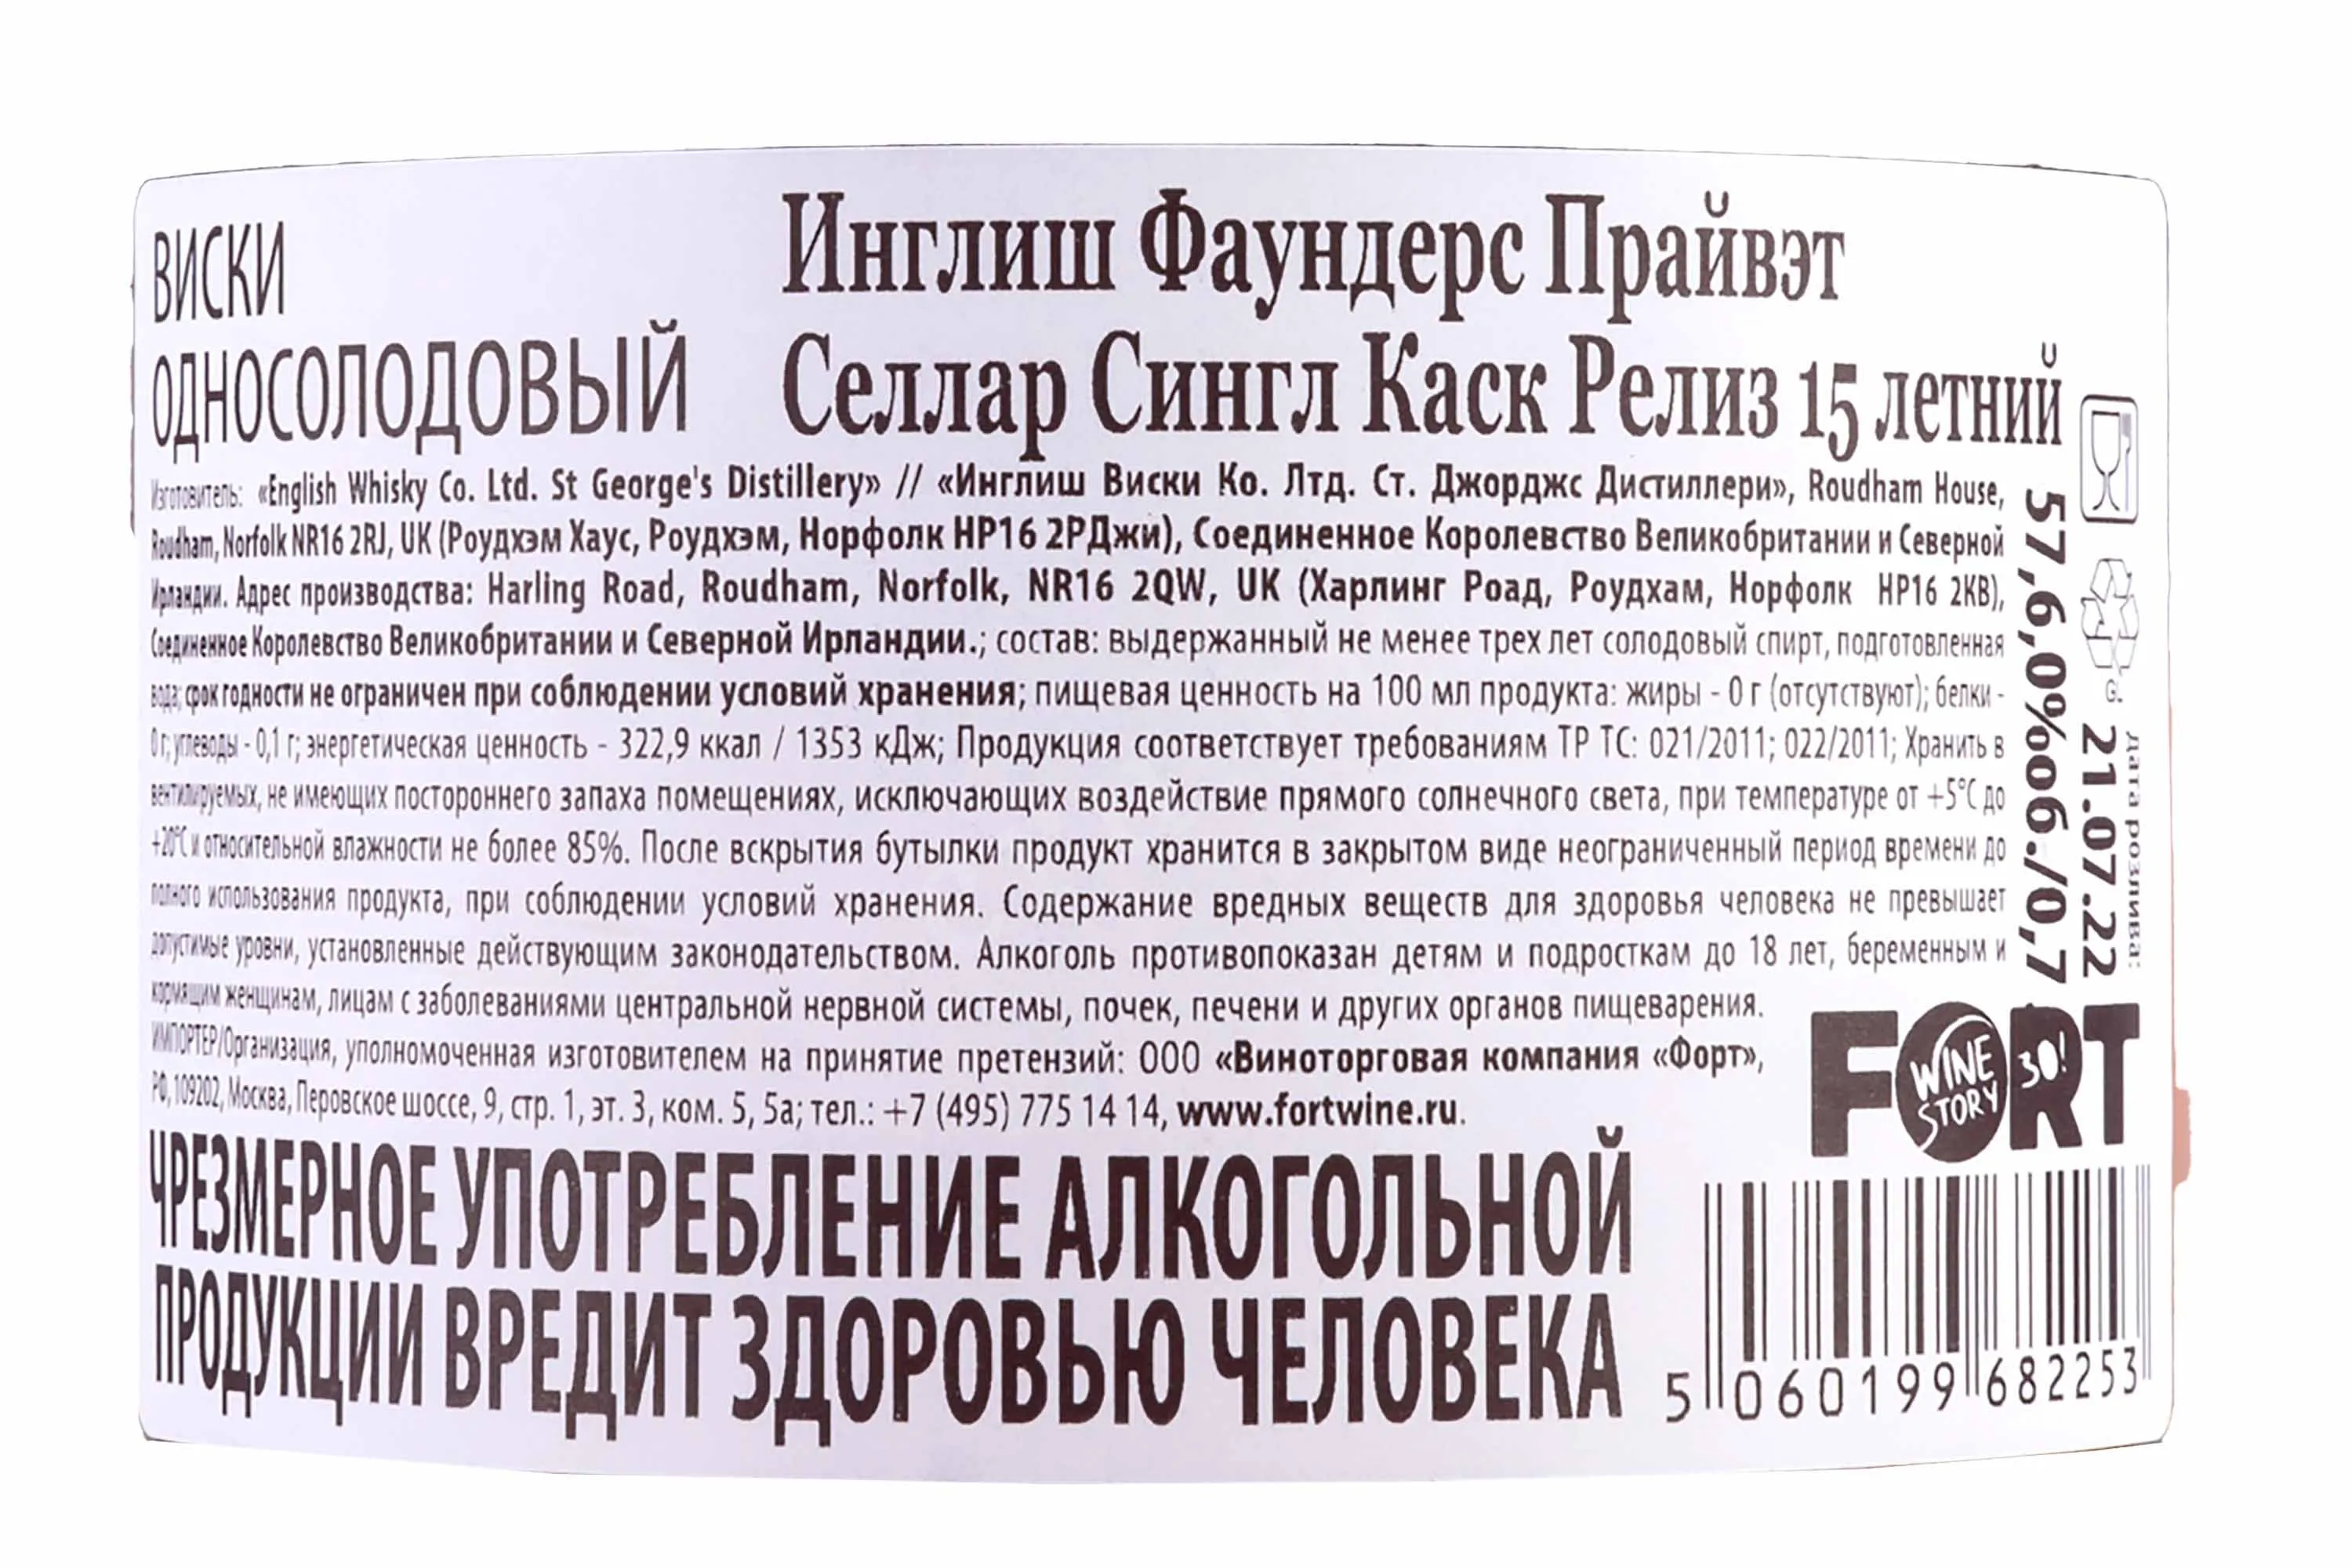 ВИСКИ
ОДНОСОЛОДОВЫЙ
Инглиш Фаундерс Прайвэт
Селлар Сингл Каск Релиз 15 летний
Изготовитель: «English Whisky Co. Ltd. St George's Distillery» // «Инглиш Виски Ко. Лтд. Ст. Джорджс Дистиллери», Roudham House,
Roudham, Norfolk NR16 2RJ, UK (Роудхэм Хаус, Роудхэм, Норфолк НР16 2РДжи), Соединенное Королевство Великобритании и Северной
Ирландии. Адрес производства: Harling Road, Roudham, Norfolk, NR16 2QW, UK (Харлинг Роад, Роудхам, Норфолк НР16 2КВ),
Соединенное Королевство Великобритании и Северной Ирландии.; состав: выдержанный не менее трех лет солодовый спирт, подготовленная
вода; срок годности не ограничен при соблюдении условий хранения; пищевая ценность на 100 мл продукта: жиры - 0 г (отсутствуют); белки -
0 г; углеводы - 0,1 г; энергетическая ценность - 322,9 ккал / 1353 кДж; Продукция соответствует требованиям ТР ТС: 021/2011; 022/2011; Хранить в
вентилируемых, не имеющих постороннего запаха помещениях, исключающих воздействие прямого солнечного света, при температуре от +5°С до
+20°С и относительной влажности не более 85%. После вскрытия бутылки продукт хранится в закрытом виде неограниченный период времени до
полного использования продукта, при соблюдении условий хранения. Содержание вредных веществ для здоровья человека не превышает
допустимые уровни, установленные действующим законодательством. Алкоголь противопоказан детям и подросткам до 18 лет, беременным и
кормящим женщинам, лицам с заболеваниями центральной нервной системы, почек, печени и других органов пищеварения.
ИМПОРТЕР/Организация, уполномоченная изготовителем на принятие претензий: ООО «Виноторговая компания «Форт»,
РФ, 109202, Москва, Перовское шоссе, 9, стр. 1, эт. 3, ком. 5, 5а; тел.: +7 (495) 775 14 14, www.fortwine.ru.
ЧРЕЗМЕРНОЕ УПОТРЕБЛЕНИЕ АЛКОГОЛЬНОЙ
ПРОДУКЦИИ ВРЕДИТ ЗДОРОВЬЮ ЧЕЛОВЕКА
57,6,0%об./0,7
GL
дата розлива:
21.07.22
FORT
WINE
STORY
30!
5 060199 682253